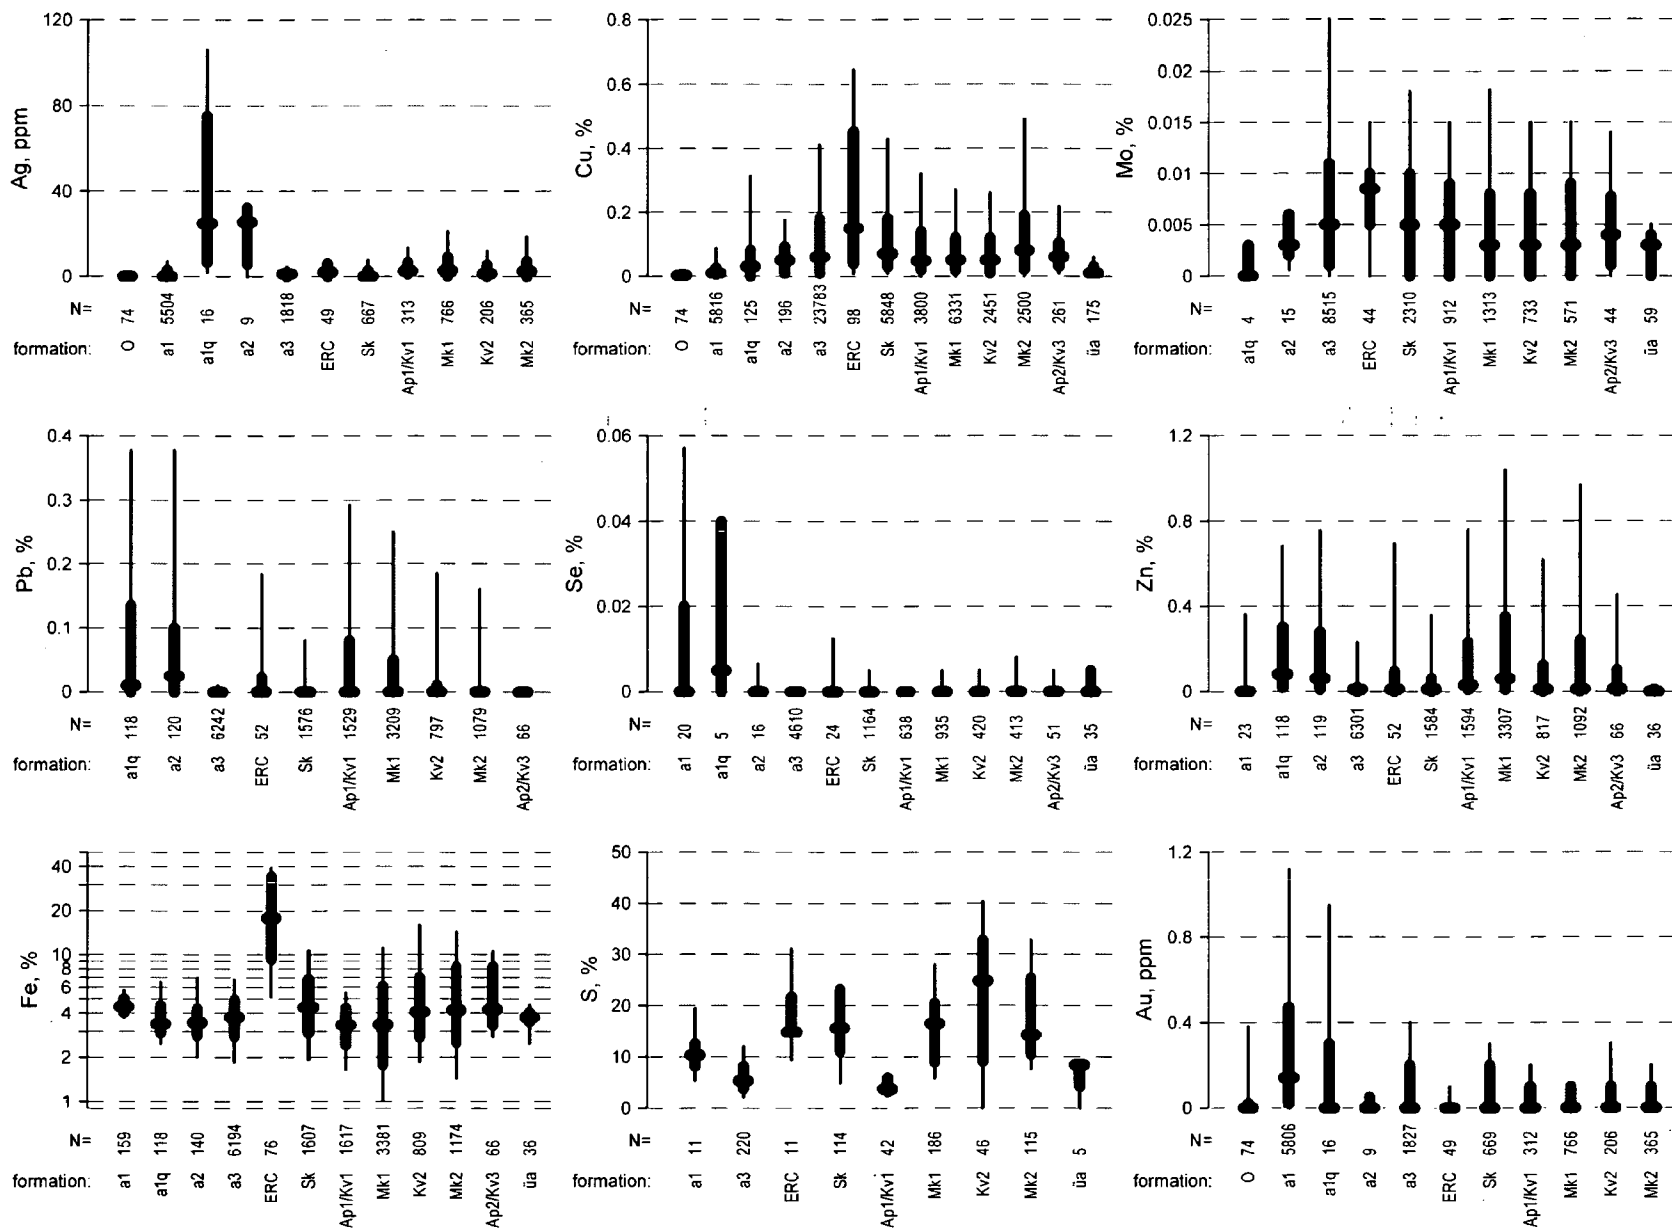 Ag, ppm
120
80
40
0
N= 74 5504 16 9 1818 49 667 313 766 206 365
formation: O a1 a1q a2 a3 ERC Sk Ap1/Kv1 Mk1 Kv2 Mk2
Cu, %
0.8
0.6
0.4
0.2
0
N= 74 5816 125 196 23783 98 5848 3800 6331 2451 2500 261 175
formation: O a1 a1q a2 a3 ERC Sk Ap1/Kv1 Mk1 Kv2 Mk2 Ap2/Kv3 üa
Mo, %
0.025
0.02
0.015
0.01
0.005
0
N= 4 15 8515 44 2310 912 1313 733 571 44 59
formation: a1q a2 a3 ERC Sk Ap1/Kv1 Mk1 Kv2 Mk2 Ap2/Kv3 üa
Pb, %
0.4
0.3
0.2
0.1
0
N= 118 120 6242 52 1576 1529 3209 797 1079 66
formation: a1q a2 a3 ERC Sk Ap1/Kv1 Mk1 Kv2 Mk2 Ap2/Kv3
Se, %
0.06
0.04
0.02
0
N= 20 5 16 4610 24 1164 638 935 420 413 51 35
formation: a1 a1q a2 a3 ERC Sk Ap1/Kv1 Mk1 Kv2 Mk2 Ap2/Kv3 üa
Zn, %
1.2
0.8
0.4
0
N= 23 118 119 6301 52 1584 1594 3307 817 1092 66 36
formation: a1 a1q a2 a3 ERC Sk Ap1/Kv1 Mk1 Kv2 Mk2 Ap2/Kv3 üa
Fe, %
40
20
10
8
6
4
2
1
N= 159 118 140 6194 76 1607 1617 3381 809 1174 66 36
formation: a1 a1q a2 a3 ERC Sk Ap1/Kv1 Mk1 Kv2 Mk2 Ap2/Kv3 üa
S, %
50
40
30
20
10
0
N= 11 220 11 114 42 186 46 115 5
formation: a1 a3 ERC Sk Ap1/Kv1 Mk1 Kv2 Mk2 üa
Au, ppm
1.2
0.8
0.4
0
N= 74 5806 16 9 1827 49 669 312 766 206 365
formation: O a1 a1q a2 a3 ERC Sk Ap1/Kv1 Mk1 Kv2 Mk2